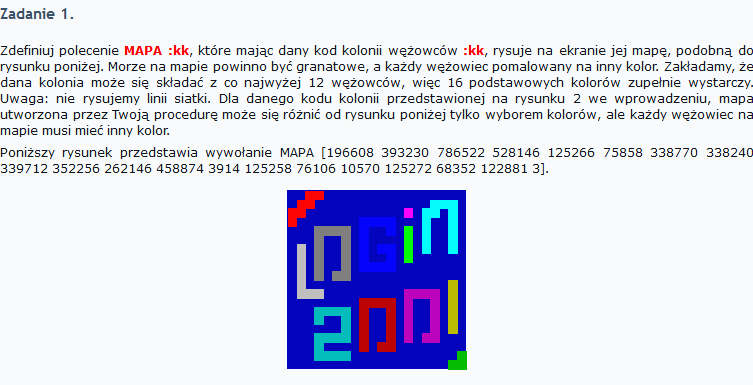 Zadanie 1.
Zdefiniuj polecenie MAPA :kk, które mając dany kod kolonii wężowców :kk, rysuje na ekranie jej mapę, podobną do
rysunku poniżej. Morze na mapie powinno być granatowe, a każdy wężowiec pomalowany na inny kolor. Zakładamy, że
dana kolonia może się składać z co najwyżej 12 wężowców, więc 16 podstawowych kolorów zupełnie wystarczy.
Uwaga: nie rysujemy linii siatki. Dla danego kodu kolonii przedstawionej na rysunku 2 we wprowadzeniu, mapa
utworzona przez Twoją procedurę może się różnić od rysunku poniżej tylko wyborem kolorów, ale każdy wężowiec na
mapie musi mieć inny kolor.
Poniższy rysunek przedstawia wywołanie MAPA [196608 393230 786522 528146 125266 75858 338770 338240
339712 352256 262146 458874 3914 125258 76106 10570 125272 68352 122881 3].
LOGiN
2001